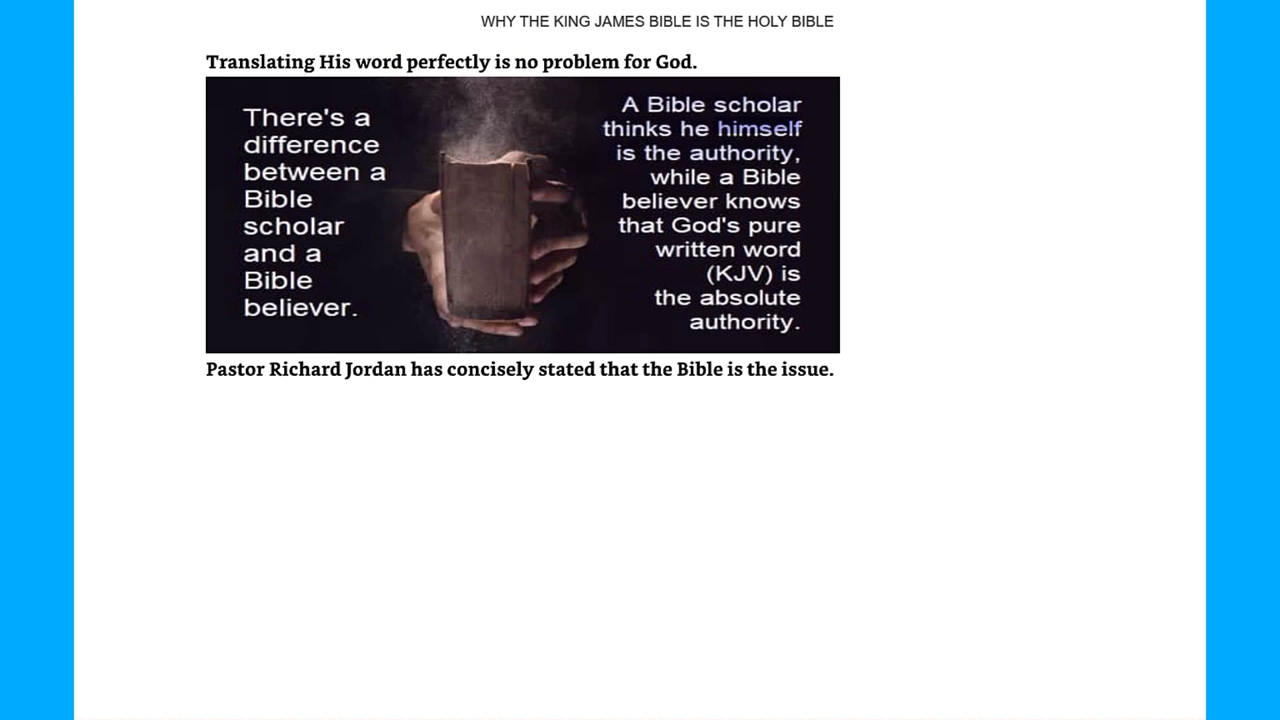 WHY THE KING JAMES BIBLE IS THE HOLY BIBLE
Translating His word perfectly is no problem for God.
There's a
difference
between a
Bible
scholar
and a
Bible
believer.
A Bible scholar
thinks he himself
is the authority,
while a Bible
believer knows
that God's pure
written word
(KJV) is
the absolute
authority.
Pastor Richard Jordan has concisely stated that the Bible is the issue.